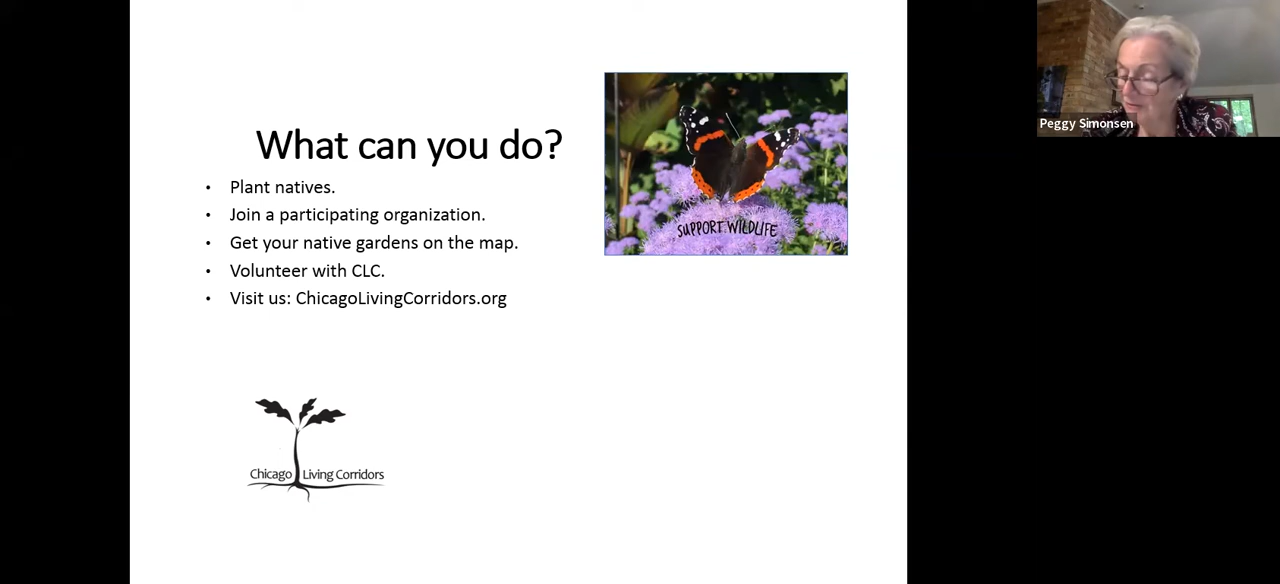 What can you do?
• Plant natives.
• Join a participating organization.
• Get your native gardens on the map.
• Volunteer with CLC.
• Visit us: ChicagoLivingCorridors.org
SUPPORT WILDLIFE
Chicago Living Corridors
Peggy Simonsen